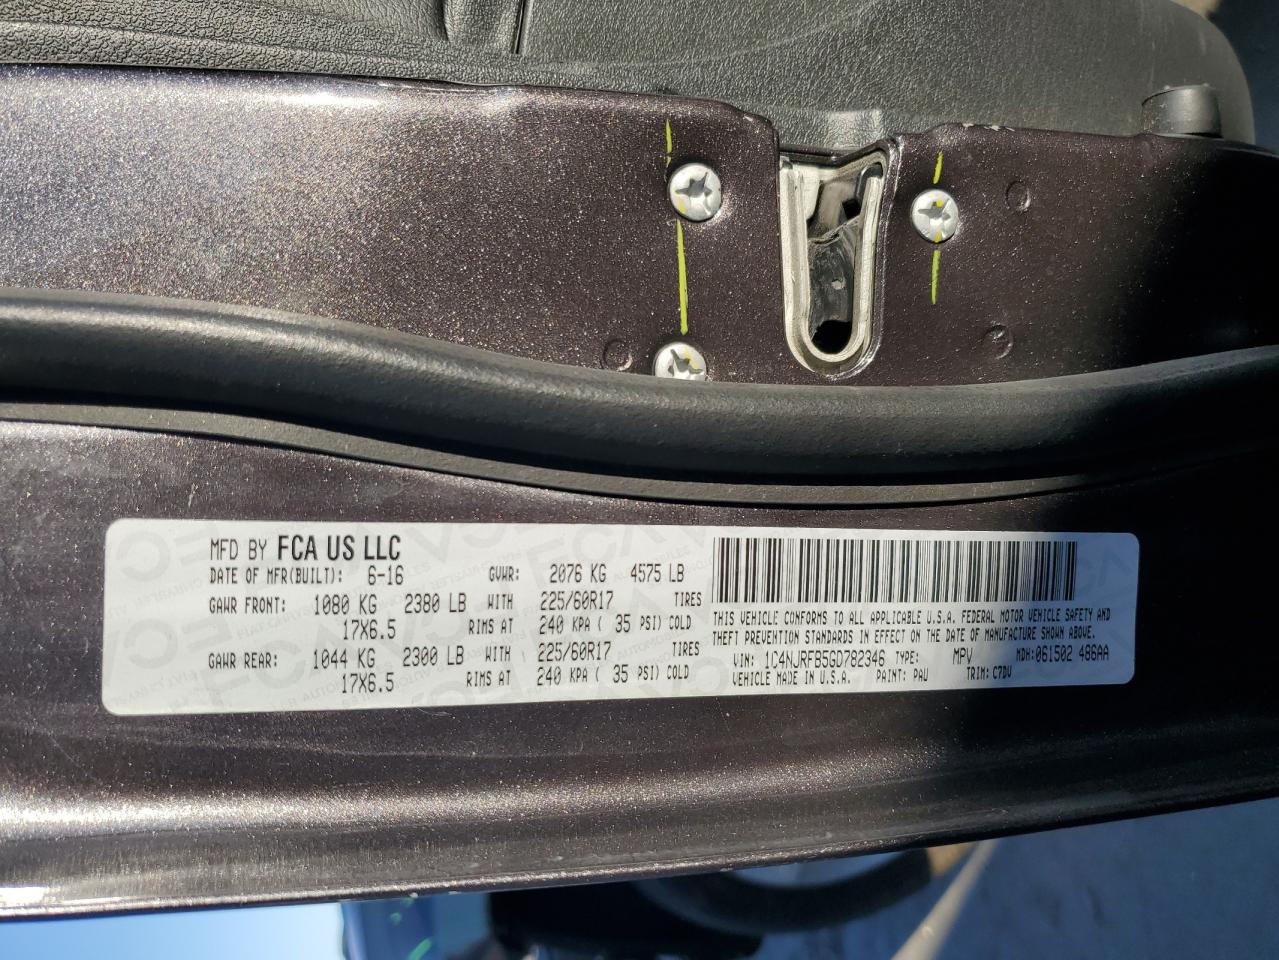 MFD BY FCA US LLC
DATE OF MFR(BUILT): 6-16 GVWR: 2076 KG 4575 LB
GAWR FRONT: 1080 KG 2380 LB WITH 225/60R17 TIRES
17X6.5 RIMS AT 240 KPA ( 35 PSI) COLD
GAWR REAR: 1044 KG 2300 LB WITH 225/60R17 TIRES
17X6.5 RIMS AT 240 KPA ( 35 PSI) COLD
THIS VEHICLE CONFORMS TO ALL APPLICABLE U.S.A. FEDERAL MOTOR VEHICLE SAFETY AND
THEFT PREVENTION STANDARDS IN EFFECT ON THE DATE OF MANUFACTURE SHOWN ABOVE.
VIN: 1C4NJRFB5GD782346 TYPE: MPV MDH:061502 486AA
VEHICLE MADE IN U.S.A. PAINT: PAU TRIM: C7DV